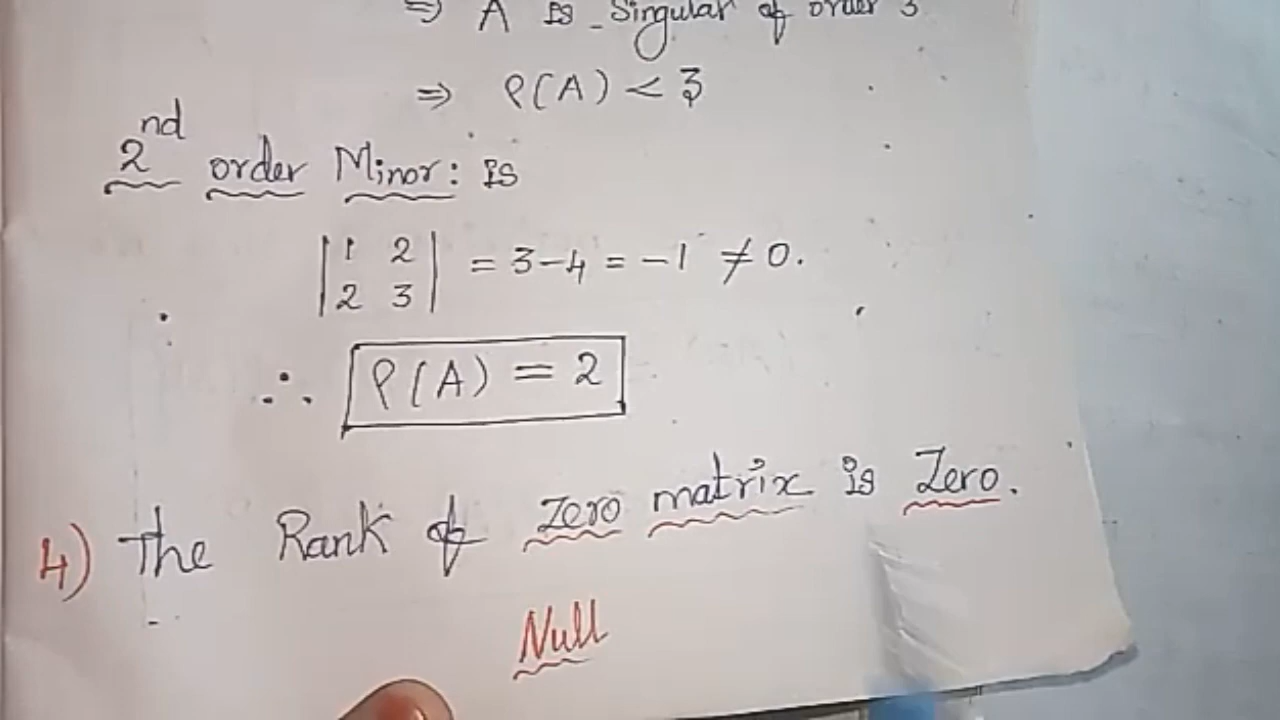 ⇒ A is Singular of order 3
⇒ ρ(A) < 3
2nd order Minor: is
|1 2|
|2 3| = 3-4 = -1 ≠ 0.
∴ ρ(A) = 2
4) The Rank of zero matrix is Zero.
Null